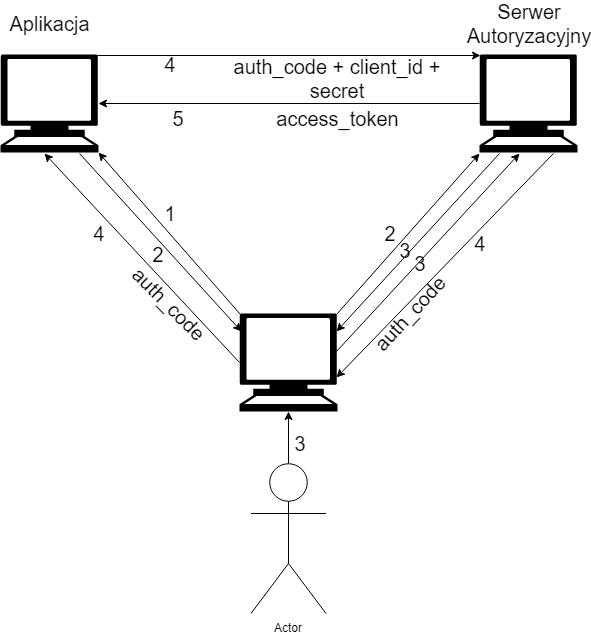 Aplikacja
Serwer
Autoryzacyjny
4
auth_code + client_id +
secret
5
access_token
1
2
4
auth_code
2
3
3
4
auth_code
3
Actor